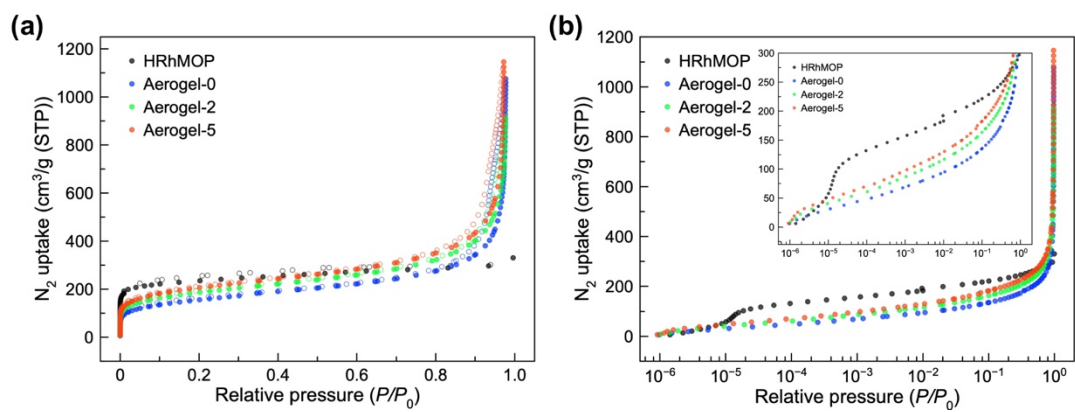 (a)
1200
1000
800
600
400
200
0
N₂ uptake (cm³/g (STP))
HRhMOP
Aerogel-0
Aerogel-2
Aerogel-5
0 0.2 0.4 0.6 0.8 1.0
Relative pressure (P/P₀)
(b)
1200
1000
800
600
400
200
0
N₂ uptake (cm³/g (STP))
HRhMOP
Aerogel-0
Aerogel-2
Aerogel-5
300
250
200
150
100
50
0
HRhMOP
Aerogel-0
Aerogel-2
Aerogel-5
10⁻⁶ 10⁻⁵ 10⁻⁴ 10⁻³ 10⁻² 10⁻¹ 10⁰
10⁻⁶ 10⁻⁵ 10⁻⁴ 10⁻³ 10⁻² 10⁻¹ 10⁰
Relative pressure (P/P₀)